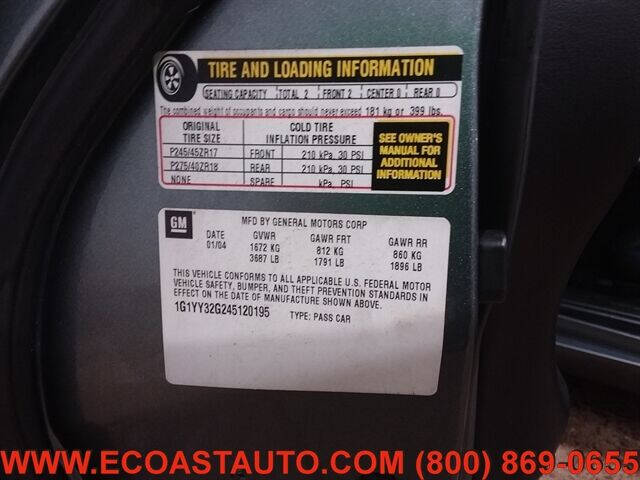 TIRE AND LOADING INFORMATION
SEATING CAPACITY TOTAL 2 FRONT 2 CENTER 0 REAR 0
The combined weight of occupants and cargo should never exceed 181 kg or 399 lbs.
ORIGINAL TIRE SIZE COLD TIRE INFLATION PRESSURE
P245/45ZR17 FRONT 210 kPa, 30 PSI
P275/40ZR18 REAR 210 kPa, 30 PSI
NONE SPARE kPa, PSI
SEE OWNER'S
MANUAL FOR
ADDITIONAL
INFORMATION
GM
MFD BY GENERAL MOTORS CORP
DATE GVWR GAWR FRT GAWR RR
01/04 1672 KG 812 KG 860 KG
3687 LB 1791 LB 1896 LB
THIS VEHICLE CONFORMS TO ALL APPLICABLE U.S. FEDERAL MOTOR
VEHICLE SAFETY, BUMPER, AND THEFT PREVENTION STANDARDS IN
EFFECT ON THE DATE OF MANUFACTURE SHOWN ABOVE.
1G1YY32G245120195 TYPE: PASS CAR
WWW.ECOASTAUTO.COM (800) 869-0655